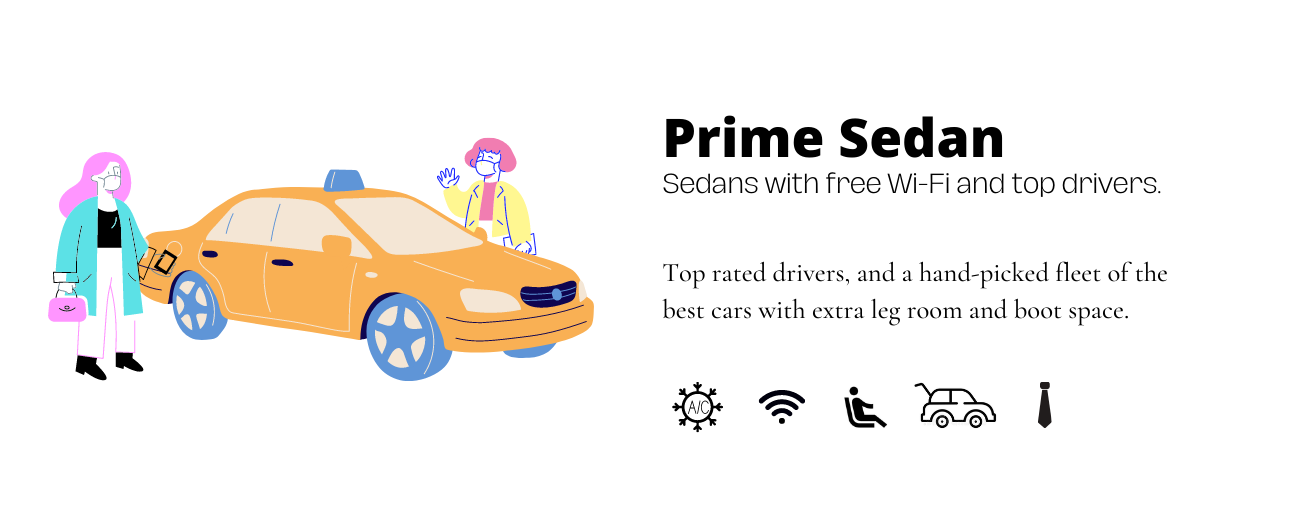 Prime Sedan
Sedans with free Wi-Fi and top drivers.
Top rated drivers, and a hand-picked fleet of the
best cars with extra leg room and boot space.
A/C